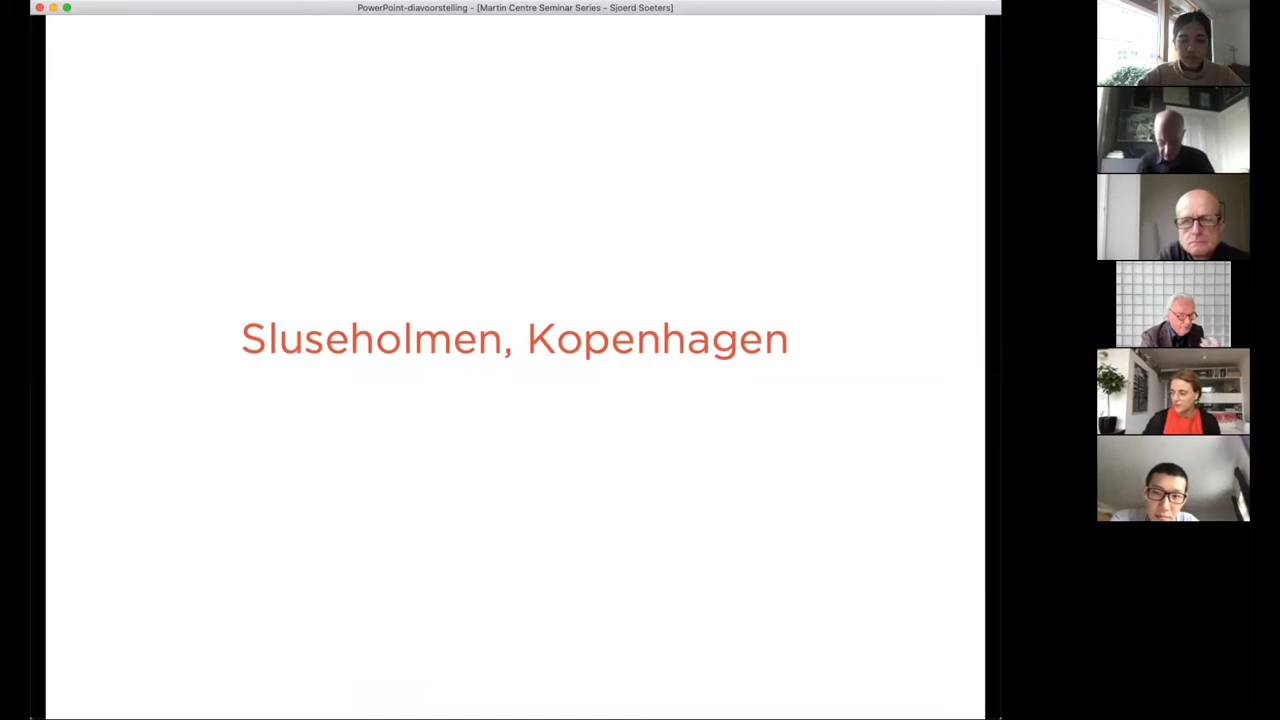 PowerPoint-diavoorstelling - [Martin Centre Seminar Series - Sjoerd Soeters]
Sluseholmen, Kopenhagen